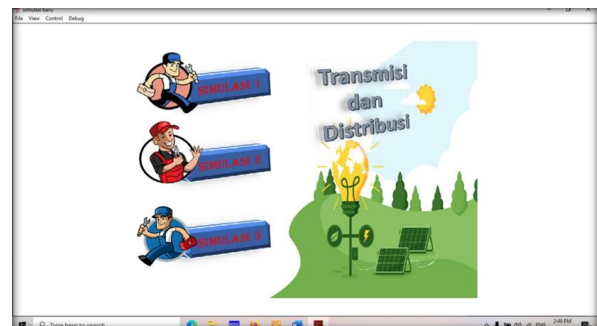 simulasi baru
File View Control Debug
SIMULASI 1
SIMULASI 2
SIMULASI 3
Transmisi
dan
Distribusi
Type here to search
ENG
2:49 PM